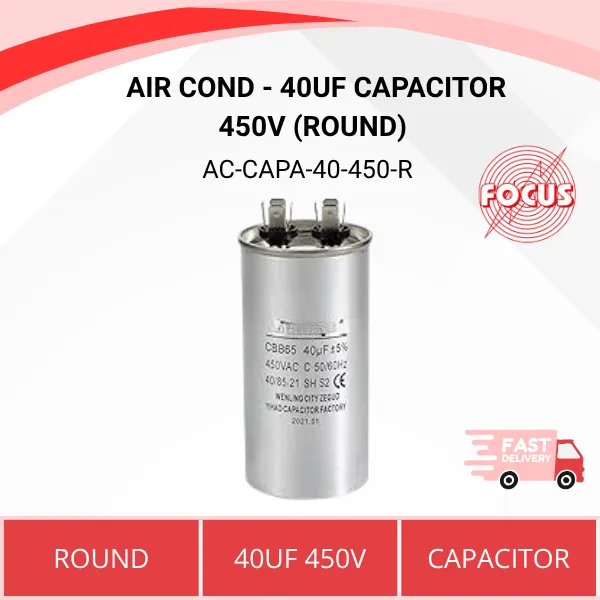 AIR COND - 40UF CAPACITOR
450V (ROUND)
AC-CAPA-40-450-R
FOCUS
CBB65 40µF±5%
450VAC C 50/60Hz
40/85/21 SH S2 CE
WENLING CITY ZEGUO
YIHAO CAPACITOR FACTORY
2021.01
FAST
DELIVERY
ROUND
40UF 450V
CAPACITOR